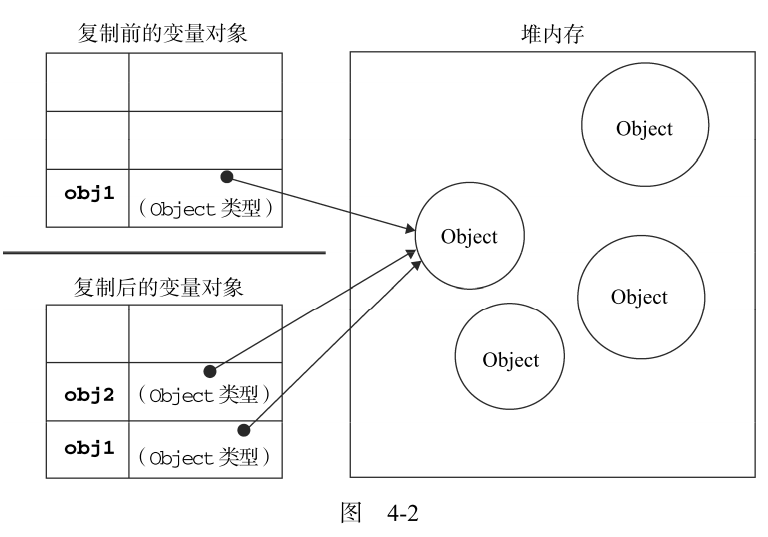 复制前的变量对象
堆内存
Object
obj1
(Object 类型)
Object
复制后的变量对象
Object
obj2
(Object 类型)
Object
obj1
(Object 类型)
图 4-2